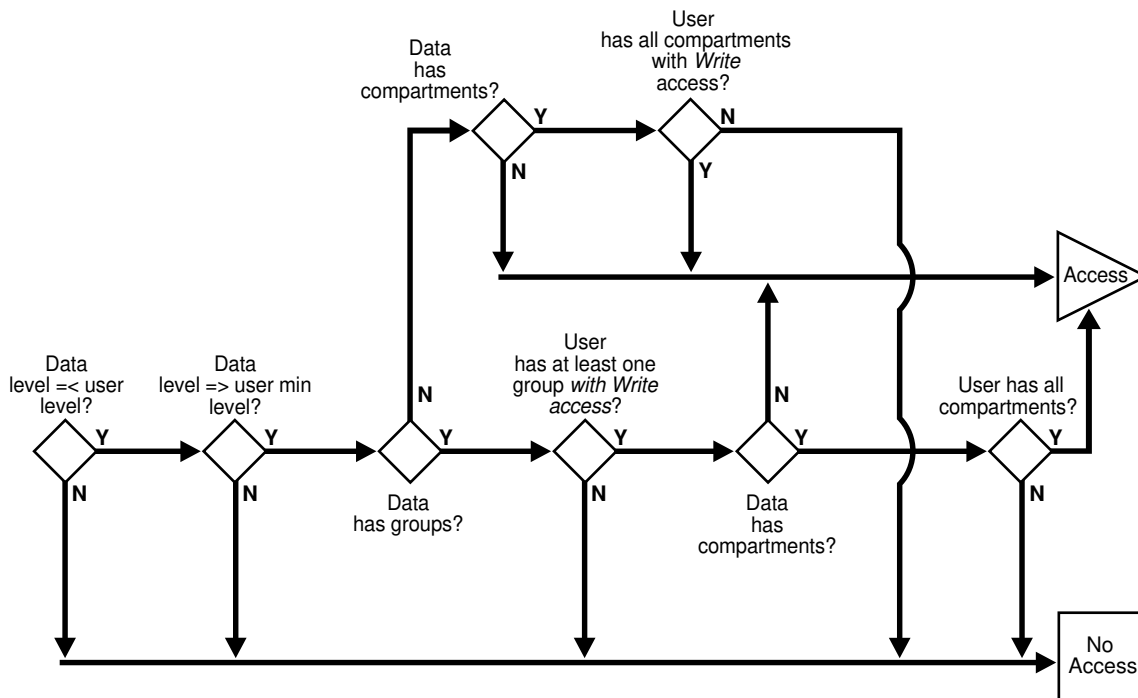 User
has all compartments
with Write
access?
Data
has
compartments?
Y
N
N
Y
Access
Data
level =< user
level?
Data
level => user min
level?
User
has at least one
group with Write
access?
User has all
compartments?
N
N
Y
Y
Y
Y
Y
Y
N
N
N
N
Data
has groups?
Data
has
compartments?
No
Access